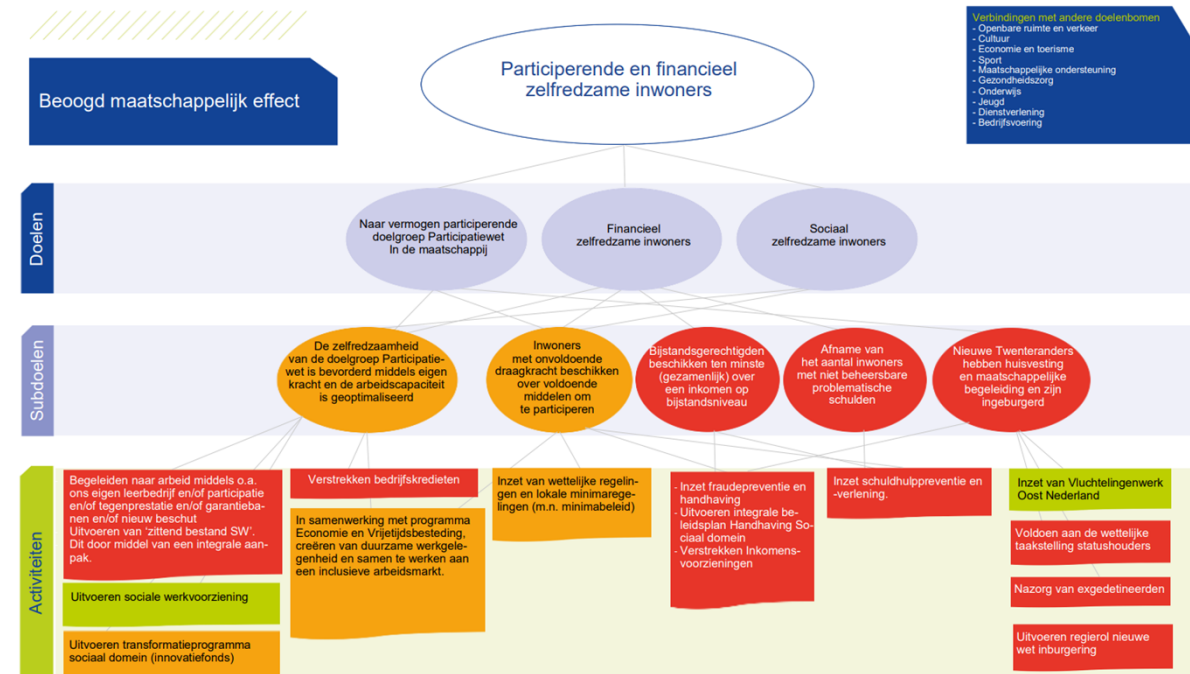 Beoogd maatschappelijk effect
Participerende en financieel
zelfredzame inwoners
Verbindingen met andere doelenbomen
- Openbare ruimte en verkeer
- Cultuur
- Economie en toerisme
- Sport
- Maatschappelijke ondersteuning
- Gezondheidszorg
- Onderwijs
- Jeugd
- Dienstverlening
- Bedrijfsvoering
Doelen
Naar vermogen participerende
doelgroep Participatiewet
In de maatschappij
Financieel
zelfredzame inwoners
Sociaal
zelfredzame inwoners
Subdoelen
De zelfredzaamheid
van de doelgroep Participatie-
wet is bevorderd middels eigen
kracht en de arbeidscapaciteit
is geoptimaliseerd
Inwoners
met onvoldoende
draagkracht beschikken
over voldoende
middelen om
te participeren
Bijstandsgerechtigden
beschikken ten minste
(gezamenlijk) over
een inkomen op
bijstandsniveau
Afname van
het aantal inwoners
met niet beheersbare
problematische
schulden
Nieuwe Twenteranders
hebben huisvesting
en maatschappelijke
begeleiding en zijn
ingeburgerd
Activiteiten
Begeleiden naar arbeid middels o.a.
ons eigen leerbedrijf en/of participatie
en/of tegenprestatie en/of garantieba-
nen en/of nieuw beschut
Uitvoeren van ‘zittend bestand SW’.
Dit door middel van een integrale aan-
pak.
Uitvoeren sociale werkvoorziening
Uitvoeren transformatieprogramma
sociaal domein (innovatiefonds)
Verstrekken bedrijfskredieten
In samenwerking met programma
Economie en Vrijetijdsbesteding,
creëren van duurzame werkgele-
genheid en samen te werken aan
een inclusieve arbeidsmarkt.
Inzet van wettelijke regelin-
gen en lokale minimarege-
lingen (m.n. minimabeleid)
- Inzet fraudepreventie en
handhaving
- Uitvoeren integrale be-
leidsplan Handhaving So-
ciaal domein
- Verstrekken Inkomens-
voorzieningen
Inzet schuldhulppreventie en
-verlening.
Inzet van Vluchtelingenwerk
Oost Nederland
Voldoen aan de wettelijke
taakstelling statushouders
Nazorg van exgedetineerden
Uitvoeren regierol nieuwe
wet inburgering